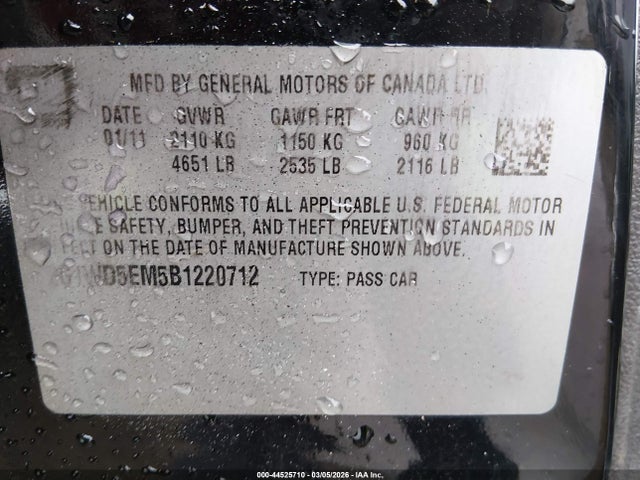 MFD BY GENERAL MOTORS OF CANADA LTD.
DATE GVWR GAWR FRT GAWR RR
01/11 2110 KG 1150 KG 960 KG
4651 LB 2535 LB 2116 LB
VEHICLE CONFORMS TO ALL APPLICABLE U.S. FEDERAL MOTOR
SAFETY, BUMPER, AND THEFT PREVENTION STANDARDS IN
EFFECT ON THE DATE OF MANUFACTURE SHOWN ABOVE.
WD5EM5B1220712 TYPE: PASS CAR
000-44525710 | 03/05/2026 - IAA, Inc.